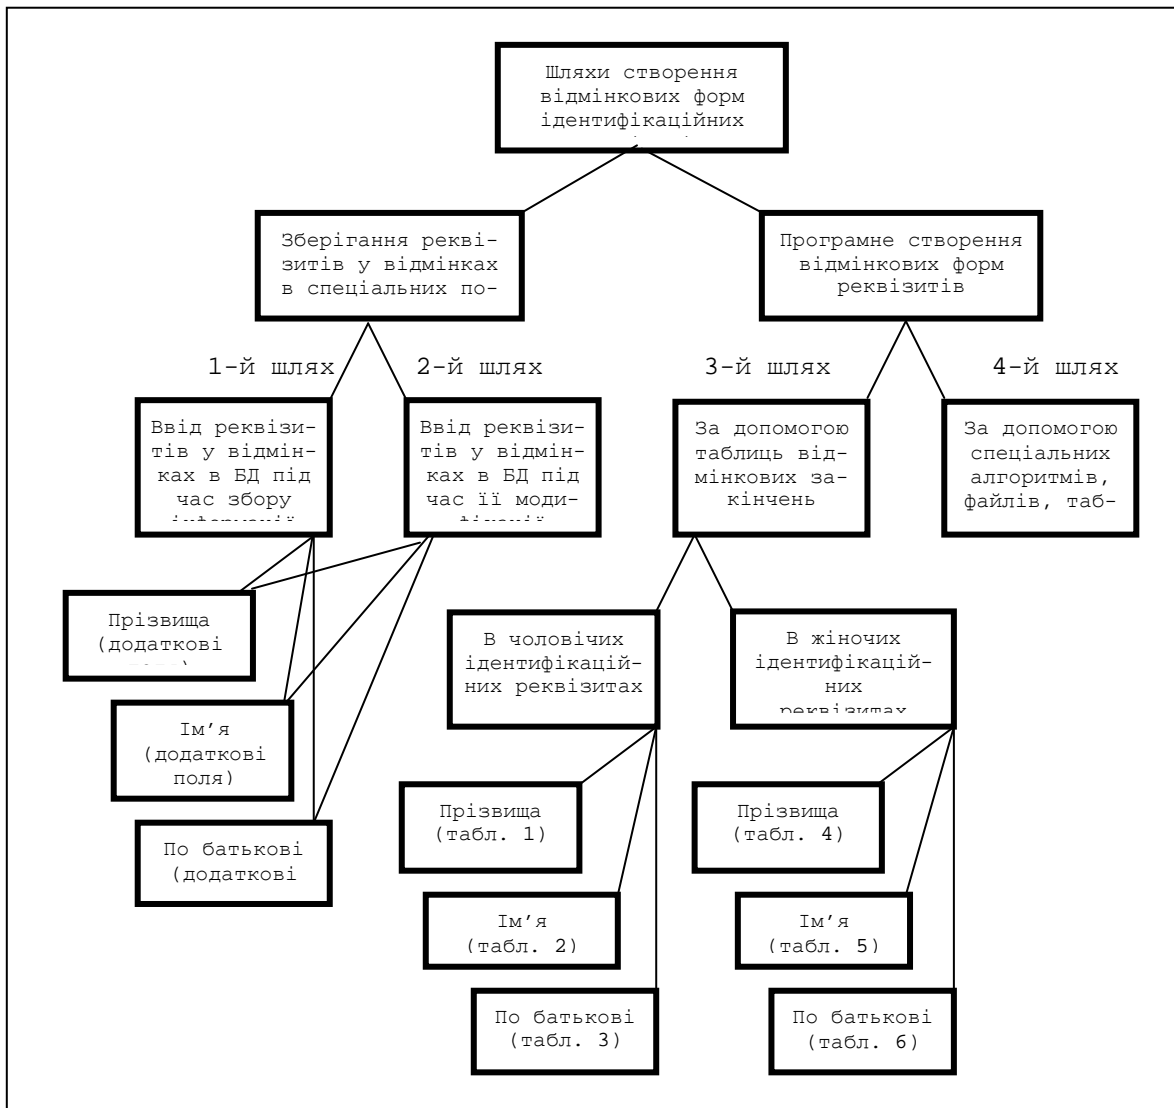 Шляхи створення
відмінкових форм
ідентифікаційних
Зберігання рекві-
зитів у відмінках
в спеціальних по-
Програмне створення
відмінкових форм
реквізитів
1-й шлях
2-й шлях
3-й шлях
4-й шлях
Ввід реквізи-
тів у відмін-
ках в БД під
час збору
інформації
Ввід реквізи-
тів у відмін-
ках в БД під
час її моди-
фікації
За допомогою
таблиць від-
мінкових за-
кінчень
За допомогою
спеціальних
алгоритмів,
файлів, таб-
Прізвища
(додаткові
поля)
Ім’я
(додаткові
поля)
По батькові
(додаткові
В чоловічих
ідентифікацій-
них реквізитах
В жіночих
ідентифікацій-
них
реквізитах
Прізвища
(табл. 1)
Ім’я
(табл. 2)
По батькові
(табл. 3)
Прізвища
(табл. 4)
Ім’я
(табл. 5)
По батькові
(табл. 6)